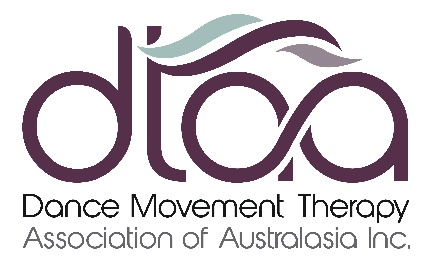 dtaa
Dance Movement Therapy
Association of Australasia Inc.